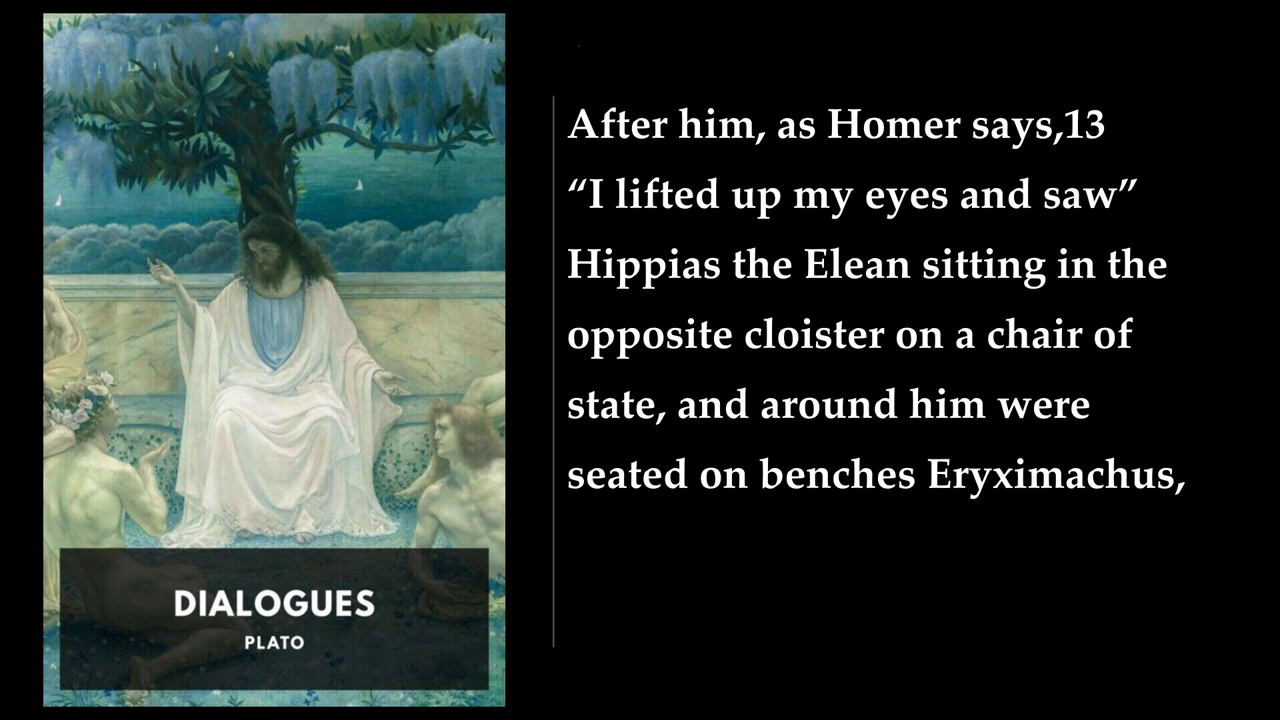 After him, as Homer says,13
“I lifted up my eyes and saw”
Hippias the Elean sitting in the
opposite cloister on a chair of
state, and around him were
seated on benches Eryximachus,
DIALOGUES
PLATO